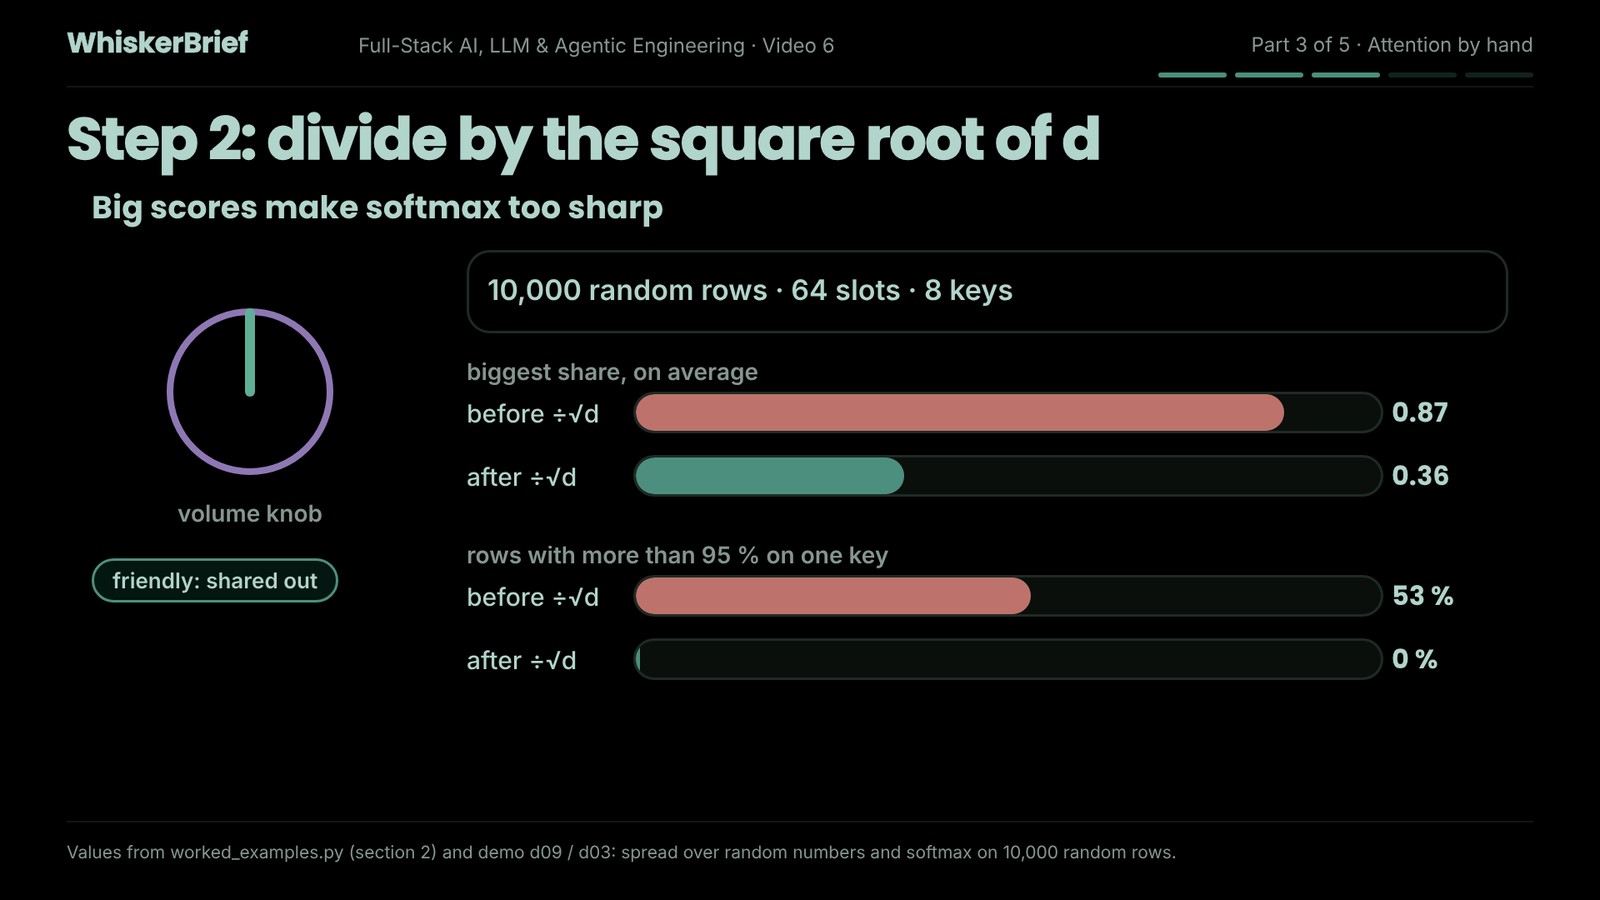 WhiskerBrief
Full-Stack AI, LLM & Agentic Engineering · Video 6
Part 3 of 5 · Attention by hand
Step 2: divide by the square root of d
Big scores make softmax too sharp
volume knob
friendly: shared out
10,000 random rows · 64 slots · 8 keys
biggest share, on average
before ÷√d 0.87
after ÷√d 0.36
rows with more than 95 % on one key
before ÷√d 53 %
after ÷√d 0 %
Values from worked_examples.py (section 2) and demo d09 / d03: spread over random numbers and softmax on 10,000 random rows.